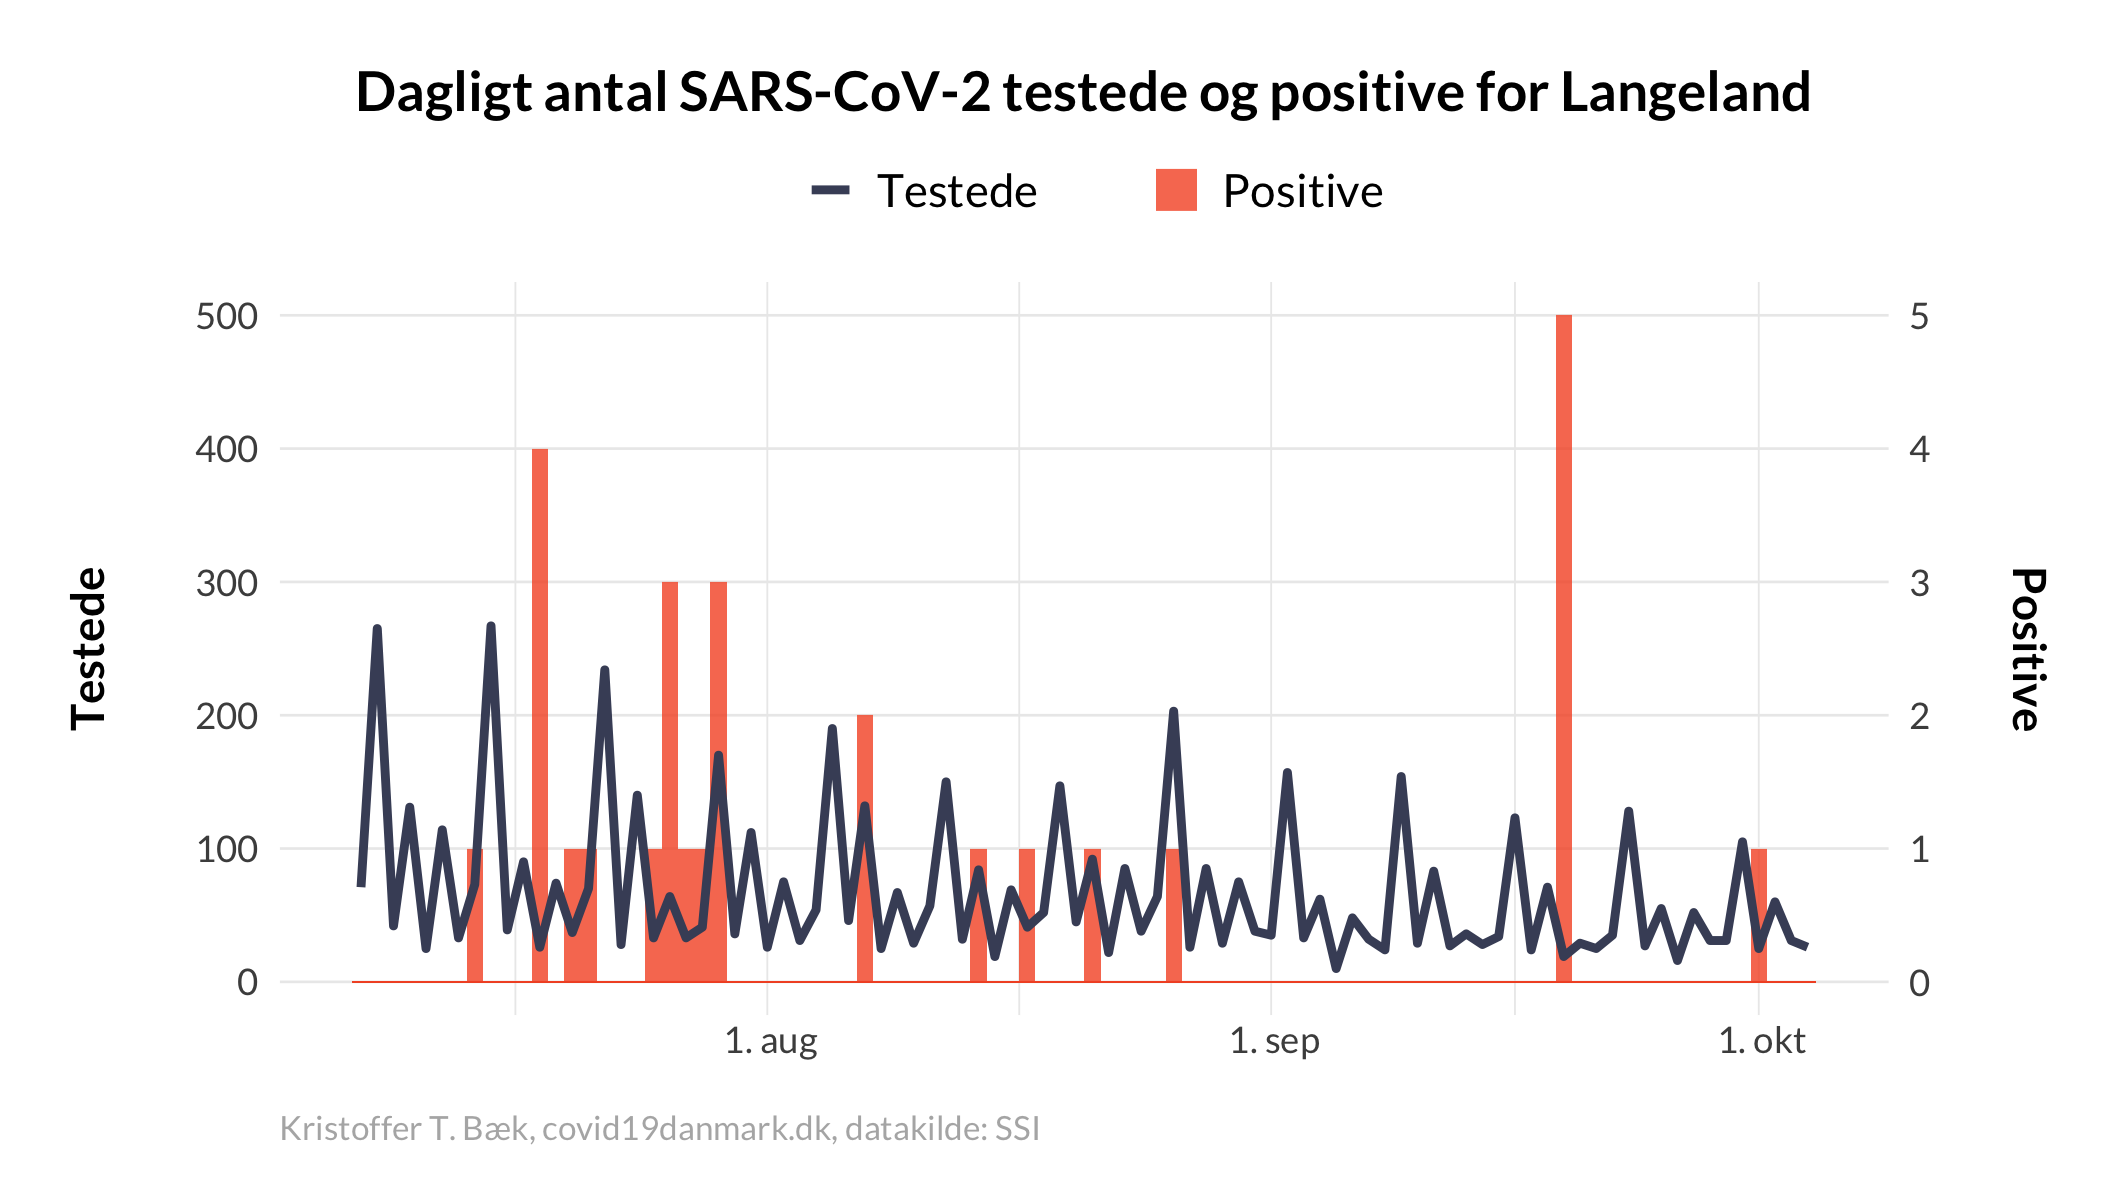 Dagligt antal SARS-CoV-2 testede og positive for Langeland
Testede
Positive
500
400
300
200
100
0
5
4
3
2
1
0
Testede
Positive
1. aug
1. sep
1. okt
Kristoffer T. Bæk, covid19danmark.dk, datakilde: SSI